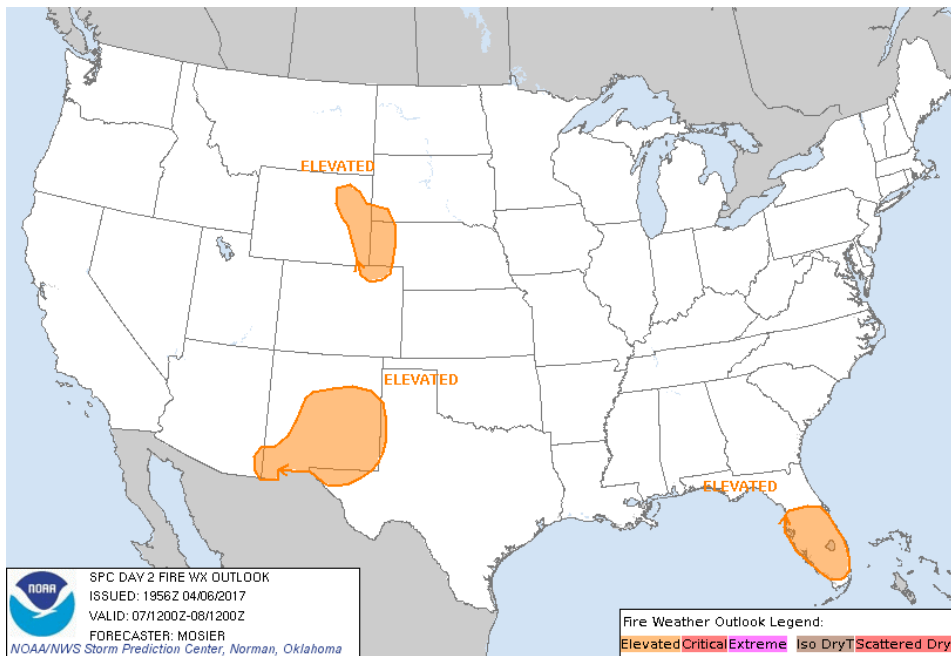 ELEVATED
ELEVATED
ELEVATED
NOAA
SPC DAY 2 FIRE WX OUTLOOK
ISSUED: 1956Z 04/06/2017
VALID: 07/1200Z-08/1200Z
FORECASTER: MOSIER
NOAA/NWS Storm Prediction Center, Norman, Oklahoma
Fire Weather Outlook Legend:
Elevated Critical Extreme Iso DryT Scattered Dry